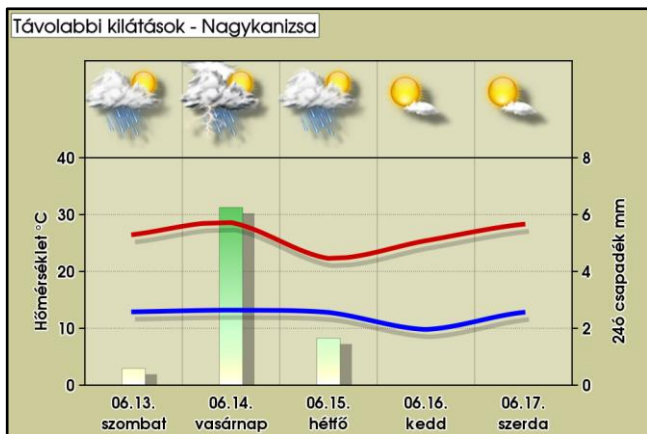 Távolabbi kilátások - Nagykanizsa
40
30
20
10
0
Hőmérséklet °C
8
6
4
2
0
24ó csapadék mm
06.13. 06.14. 06.15. 06.16. 06.17.
szombat vasárnap hétfő kedd szerda